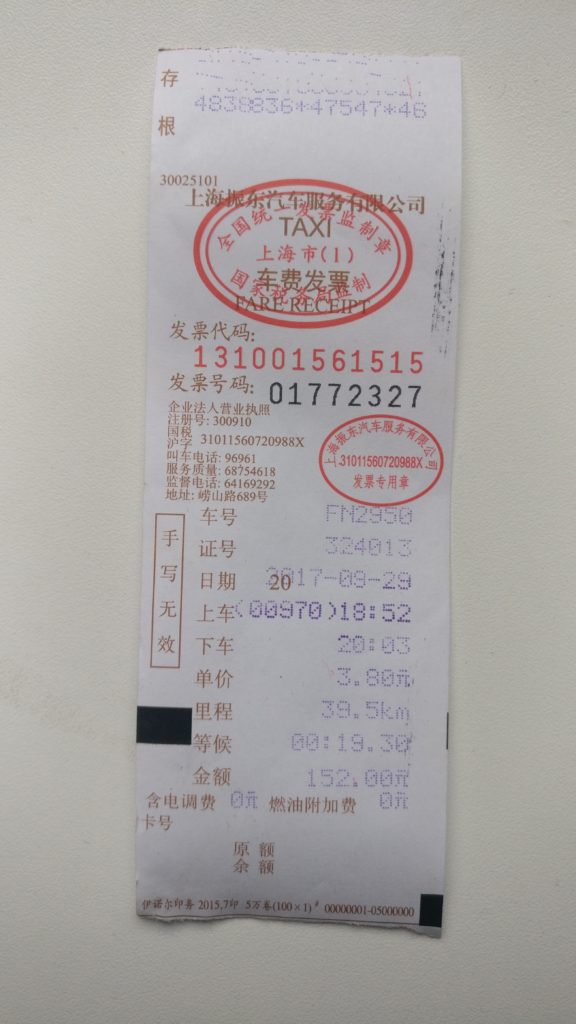 存根
4838836*47547*46
30025101
上海振东汽车服务有限公司
全国统一发票监制章
TAXI
上海市(1)
车费发票
国家税务局监制
FARE RECEIPT
发票代码:
131001561515
发票号码: 01772327
企业法人营业执照
注册号: 300910
国税
沪字 31011560720988X
叫车电话: 96961
服务质量: 68754618
监督电话: 64169292
地址: 崂山路689号
上海振东汽车服务有限公司
31011560720988X
发票专用章
手写无效
车号 FM2950
证号 324013
日期 20 2017-09-29
上车 (00970)18:52
下车 20:03
单价 3.80元
里程 39.5km
等候 00:19.30
金额 152.00元
含电调费 0元 燃油附加费 0元
卡号
原额
余额
伊诺尔印务 2015,7印 5万卷(100×1)# 00000001-05000000